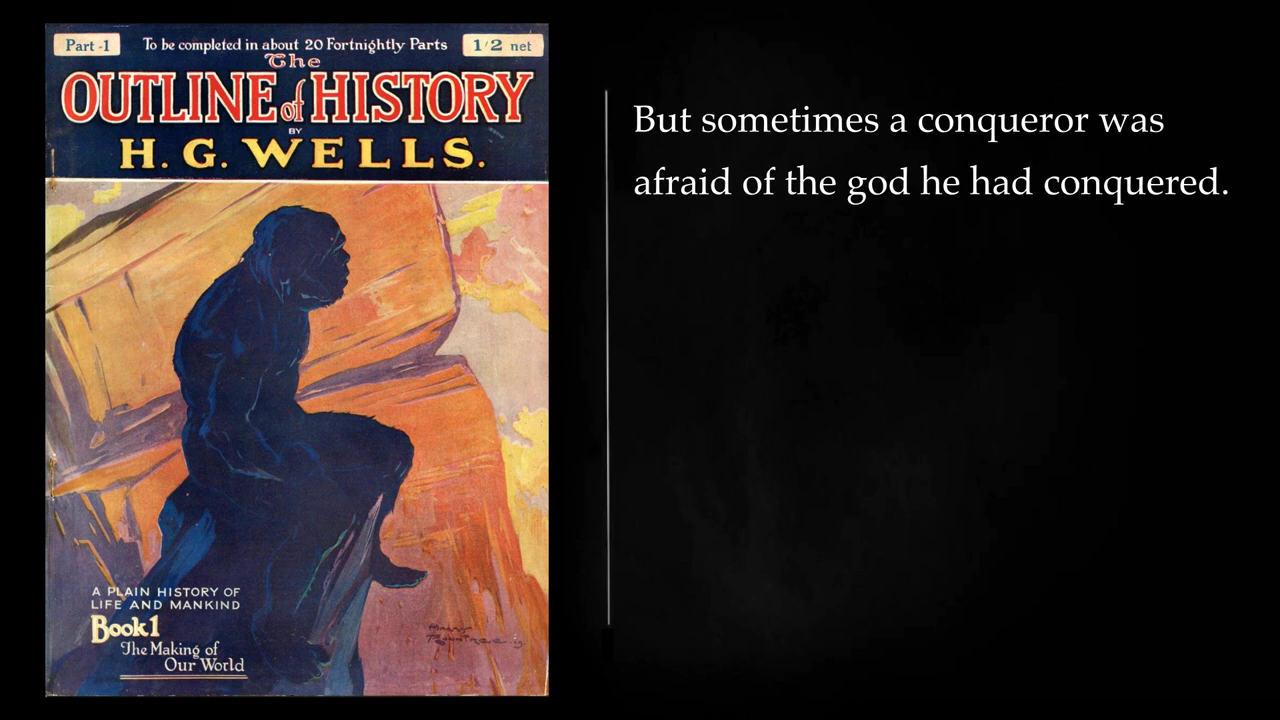 Part -1
To be completed in about 20 Fortnightly Parts
1/2 net
The
OUTLINE of HISTORY
BY
H. G. WELLS.
A PLAIN HISTORY OF
LIFE AND MANKIND
Book 1
The Making of
Our World
But sometimes a conqueror was
afraid of the god he had conquered.